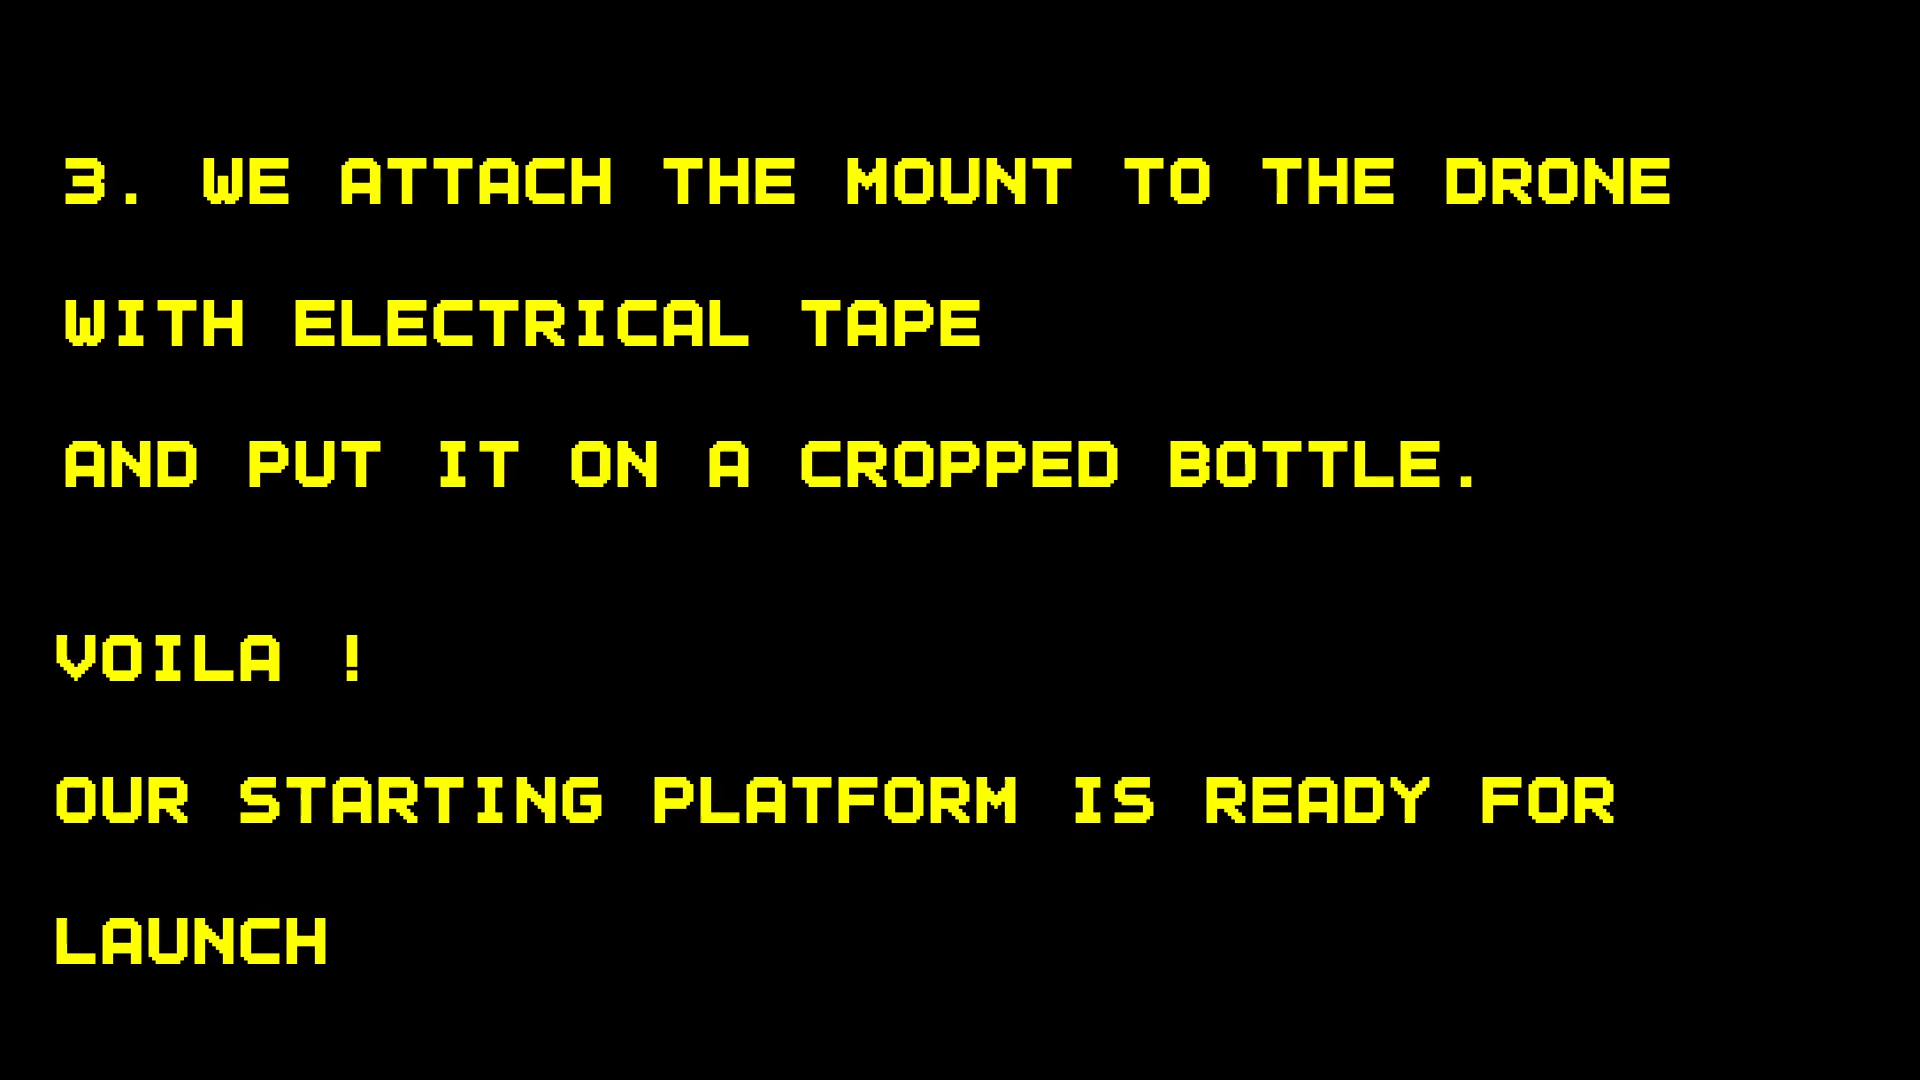 3. WE ATTACH THE MOUNT TO THE DRONE
WITH ELECTRICAL TAPE
AND PUT IT ON A CROPPED BOTTLE.
VOILA !
OUR STARTING PLATFORM IS READY FOR
LAUNCH